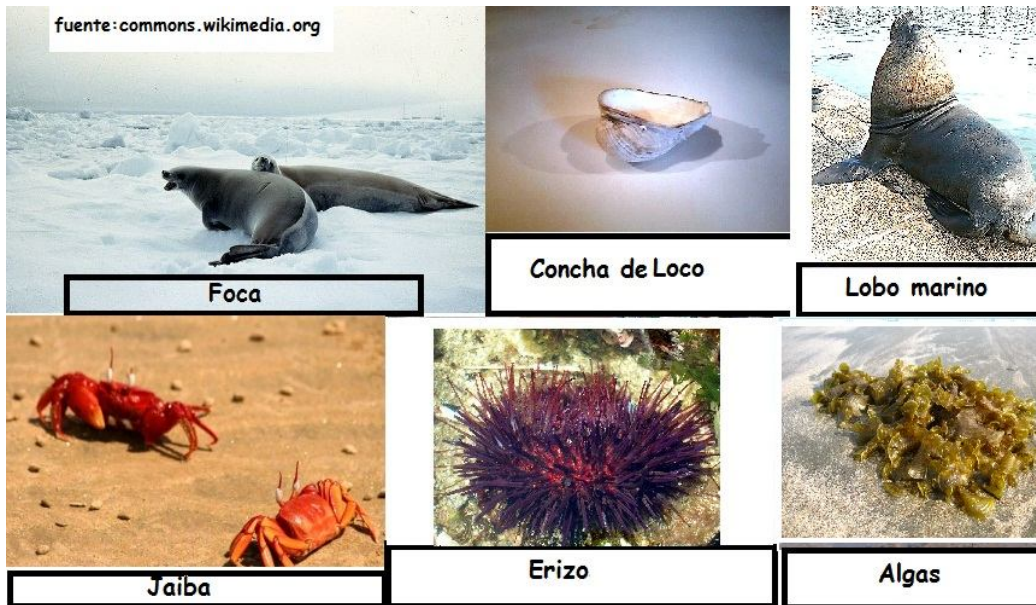 fuente:commons.wikimedia.org
Foca
Concha de Loco
Lobo marino
Jaiba
Erizo
Algas